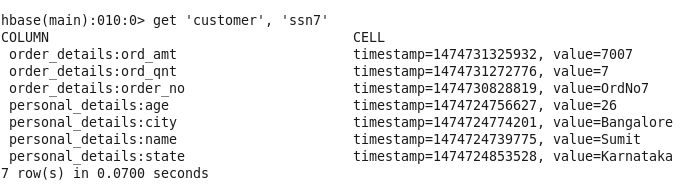 hbase(main):010:0> get 'customer', 'ssn7'
COLUMN CELL
order_details:ord_amt timestamp=1474731325932, value=7007
order_details:ord_qnt timestamp=1474731272776, value=7
order_details:order_no timestamp=1474730828819, value=OrdNo7
personal_details:age timestamp=1474724756627, value=26
personal_details:city timestamp=1474724774201, value=Bangalore
personal_details:name timestamp=1474724739775, value=Sumit
personal_details:state timestamp=1474724853528, value=Karnataka
7 row(s) in 0.0700 seconds